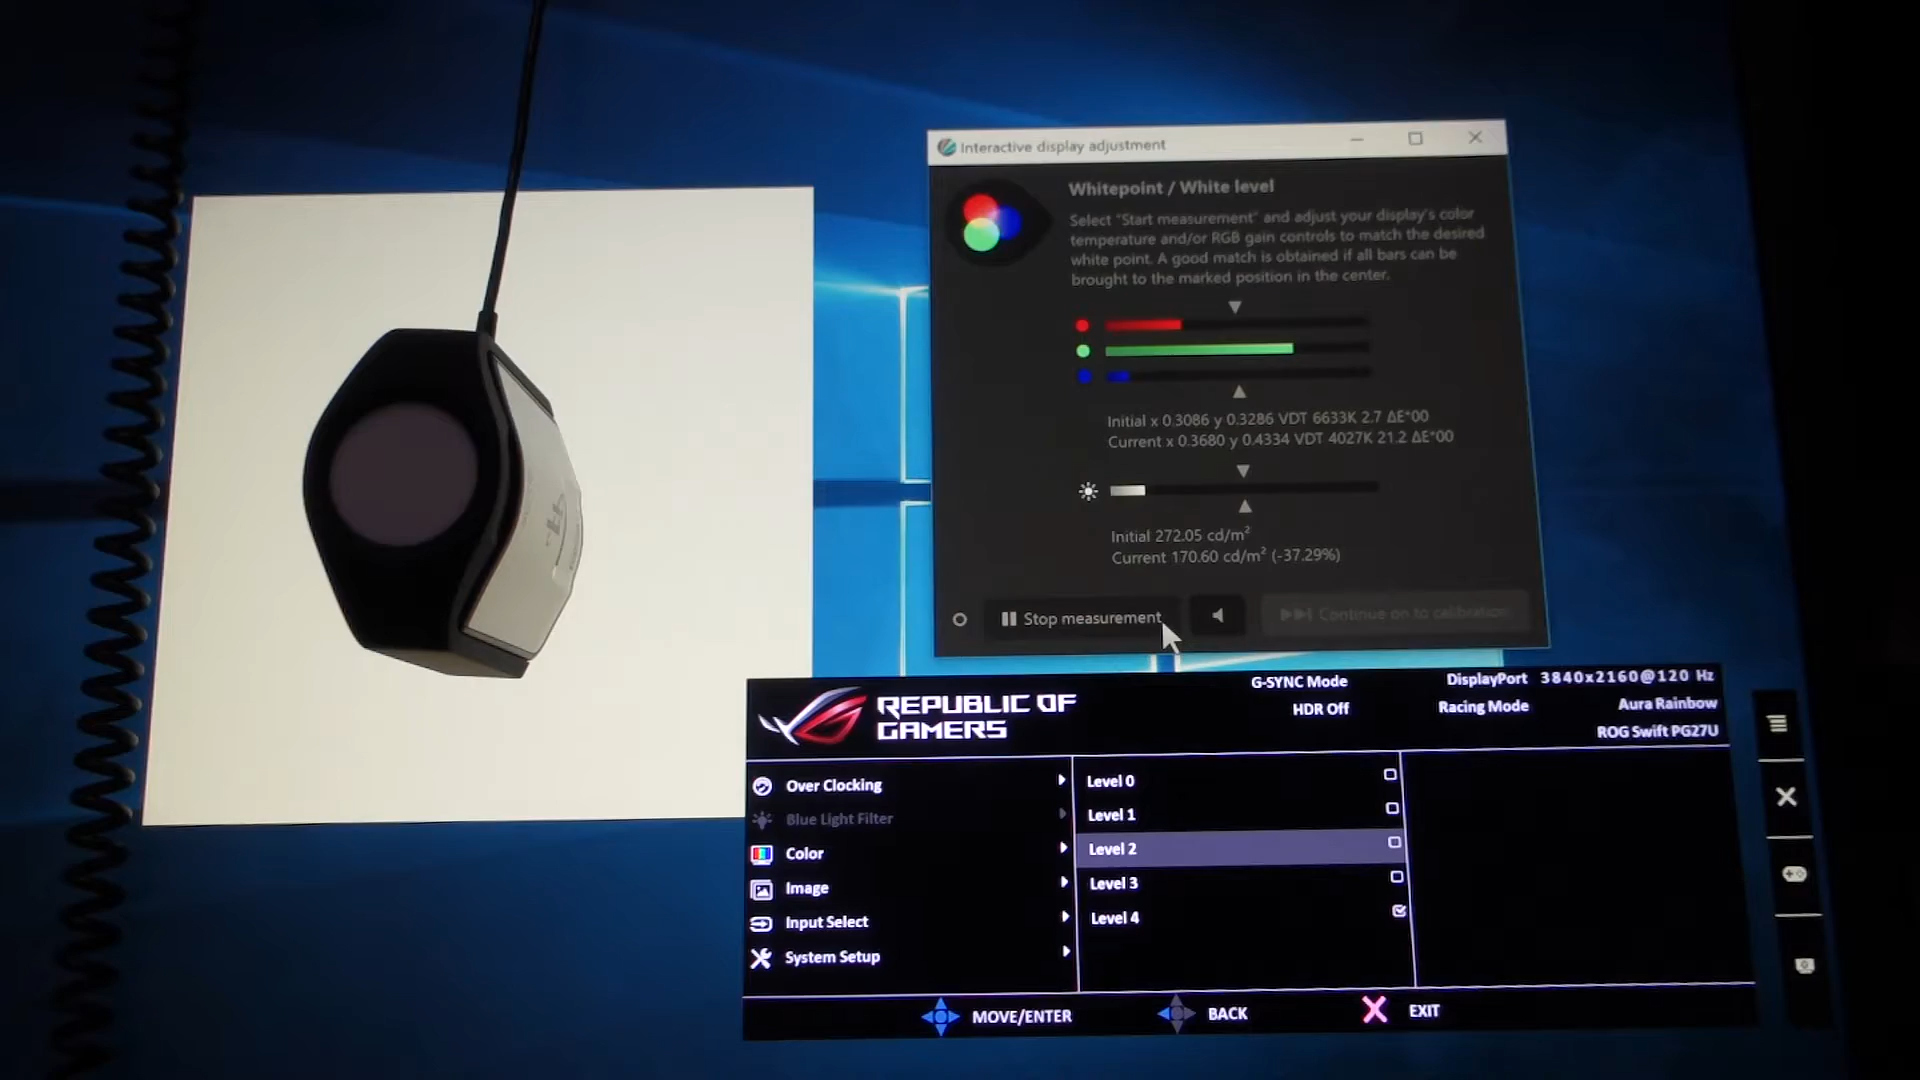 Interactive display adjustment
Whitepoint / White level
Select "Start measurement" and adjust your display's color
temperature and/or RGB gain controls to match the desired
white point. A good match is obtained if all bars can be
brought to the marked position in the center.
Initial x 0.3086 y 0.3286 VDT 6633K 2.7 ΔE*00
Current x 0.3680 y 0.4334 VDT 4027K 21.2 ΔE*00
Initial 272.05 cd/m²
Current 170.60 cd/m² (-37.29%)
Stop measurement
Continue on to calibration
REPUBLIC OF
GAMERS
G-SYNC Mode
HDR Off
DisplayPort 3840x2160@120 Hz
Racing Mode
Aura Rainbow
ROG Swift PG27U
Over Clocking
Blue Light Filter
Color
Image
Input Select
System Setup
Level 0
Level 1
Level 2
Level 3
Level 4
MOVE/ENTER
BACK
EXIT